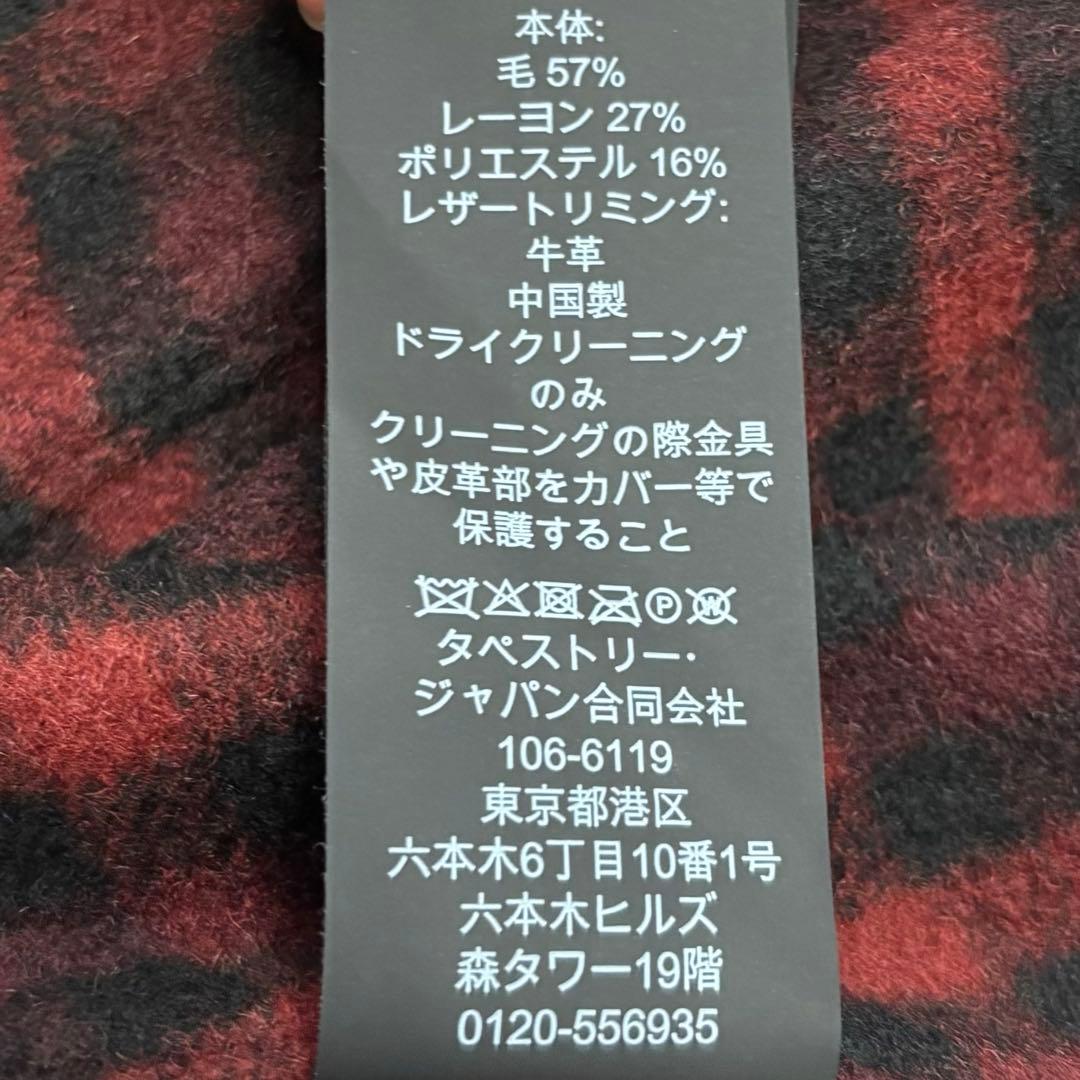 本体:
毛 57%
レーヨン 27%
ポリエステル 16%
レザートリミング:
牛革
中国製
ドライクリーニング
のみ
クリーニングの際金具
や皮革部をカバー等で
保護すること
P W
タペストリー·
ジャパン合同会社
106-6119
東京都港区
六本木6丁目10番1号
六本木ヒルズ
森タワー19階
0120-556935